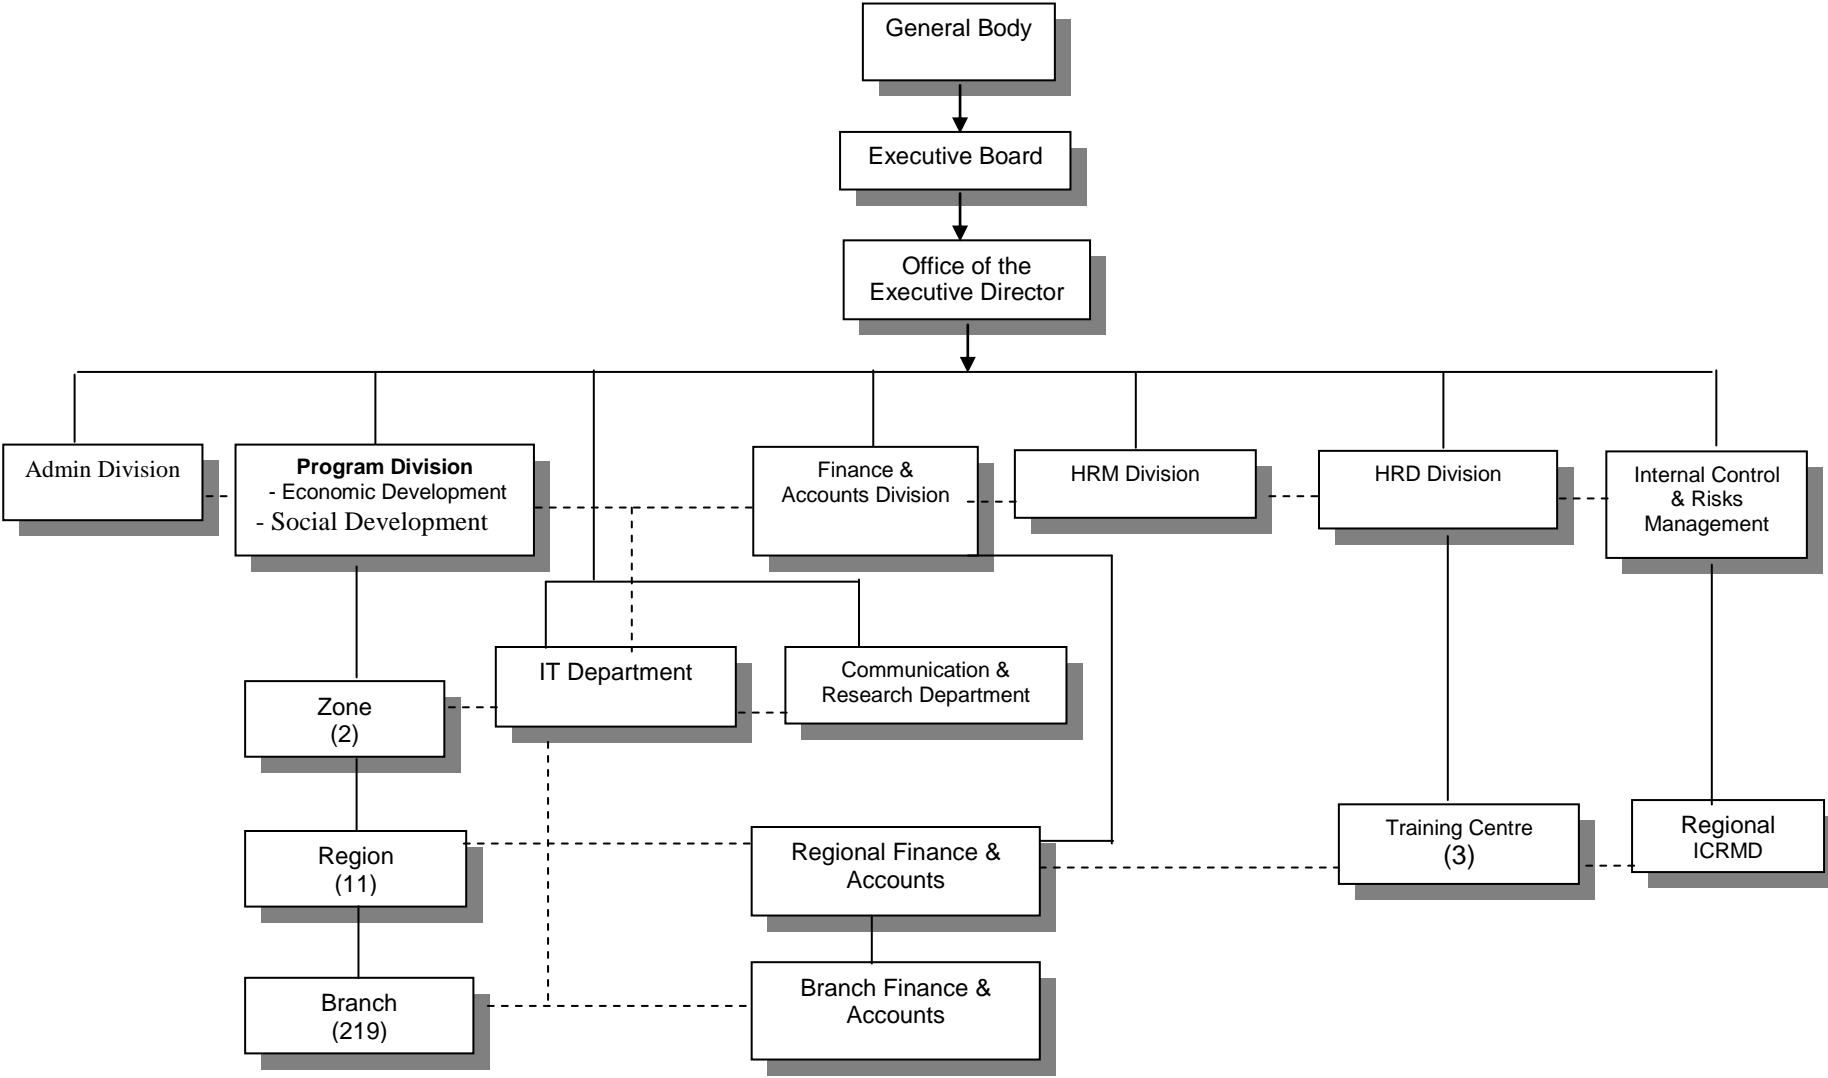 General Body
Executive Board
Office of the
Executive Director
Admin Division
Program Division
- Economic Development
- Social Development
Finance &
Accounts Division
HRM Division
HRD Division
Internal Control
& Risks
Management
IT Department
Communication &
Research Department
Zone
(2)
Region
(11)
Regional Finance &
Accounts
Training Centre
(3)
Regional
ICRMD
Branch
(219)
Branch Finance &
Accounts